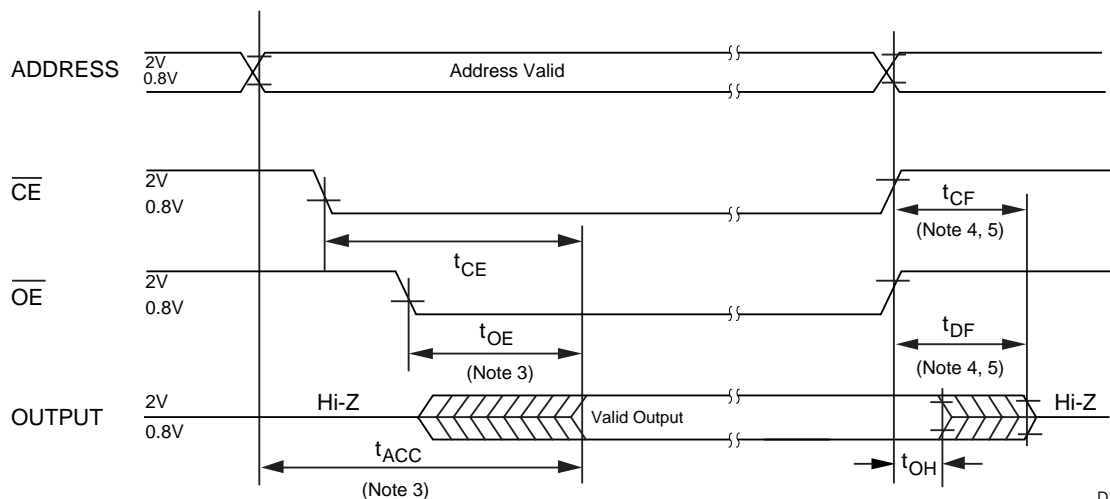 ADDRESS 2V 0.8V Address Valid
CE 2V 0.8V tCF
(Note 4, 5)
tCE
OE 2V 0.8V
tOE tDF
(Note 3) (Note 4, 5)
OUTPUT 2V 0.8V Hi-Z Valid Output Hi-Z
tACC tOH
(Note 3)
D